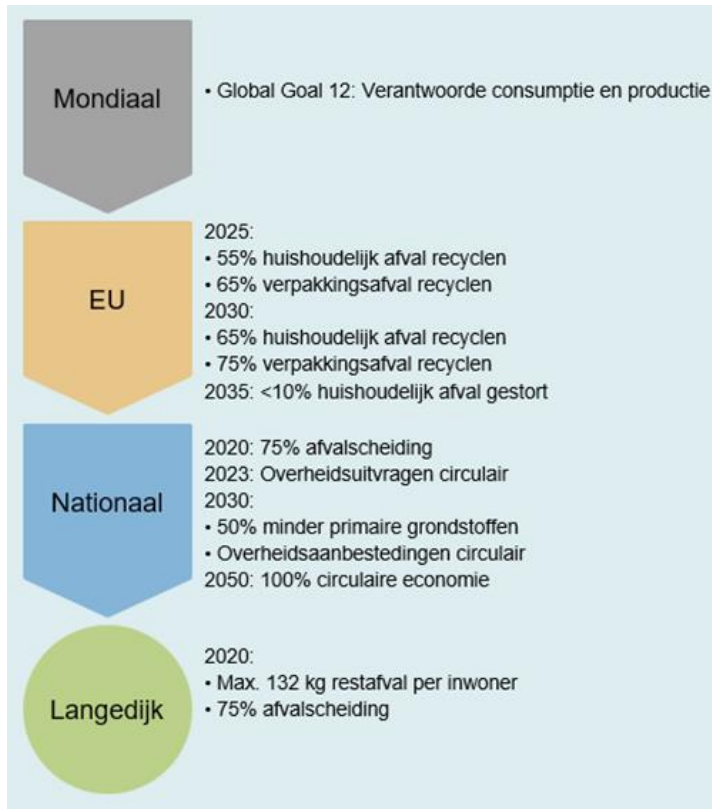 Mondiaal
• Global Goal 12: Verantwoorde consumptie en productie
EU
2025:
• 55% huishoudelijk afval recyclen
• 65% verpakkingsafval recyclen
2030:
• 65% huishoudelijk afval recyclen
• 75% verpakkingsafval recyclen
2035: <10% huishoudelijk afval gestort
Nationaal
2020: 75% afvalscheiding
2023: Overheidsuitvragen circulair
2030:
• 50% minder primaire grondstoffen
• Overheidsaanbestedingen circulair
2050: 100% circulaire economie
Langedijk
2020:
• Max. 132 kg restafval per inwoner
• 75% afvalscheiding